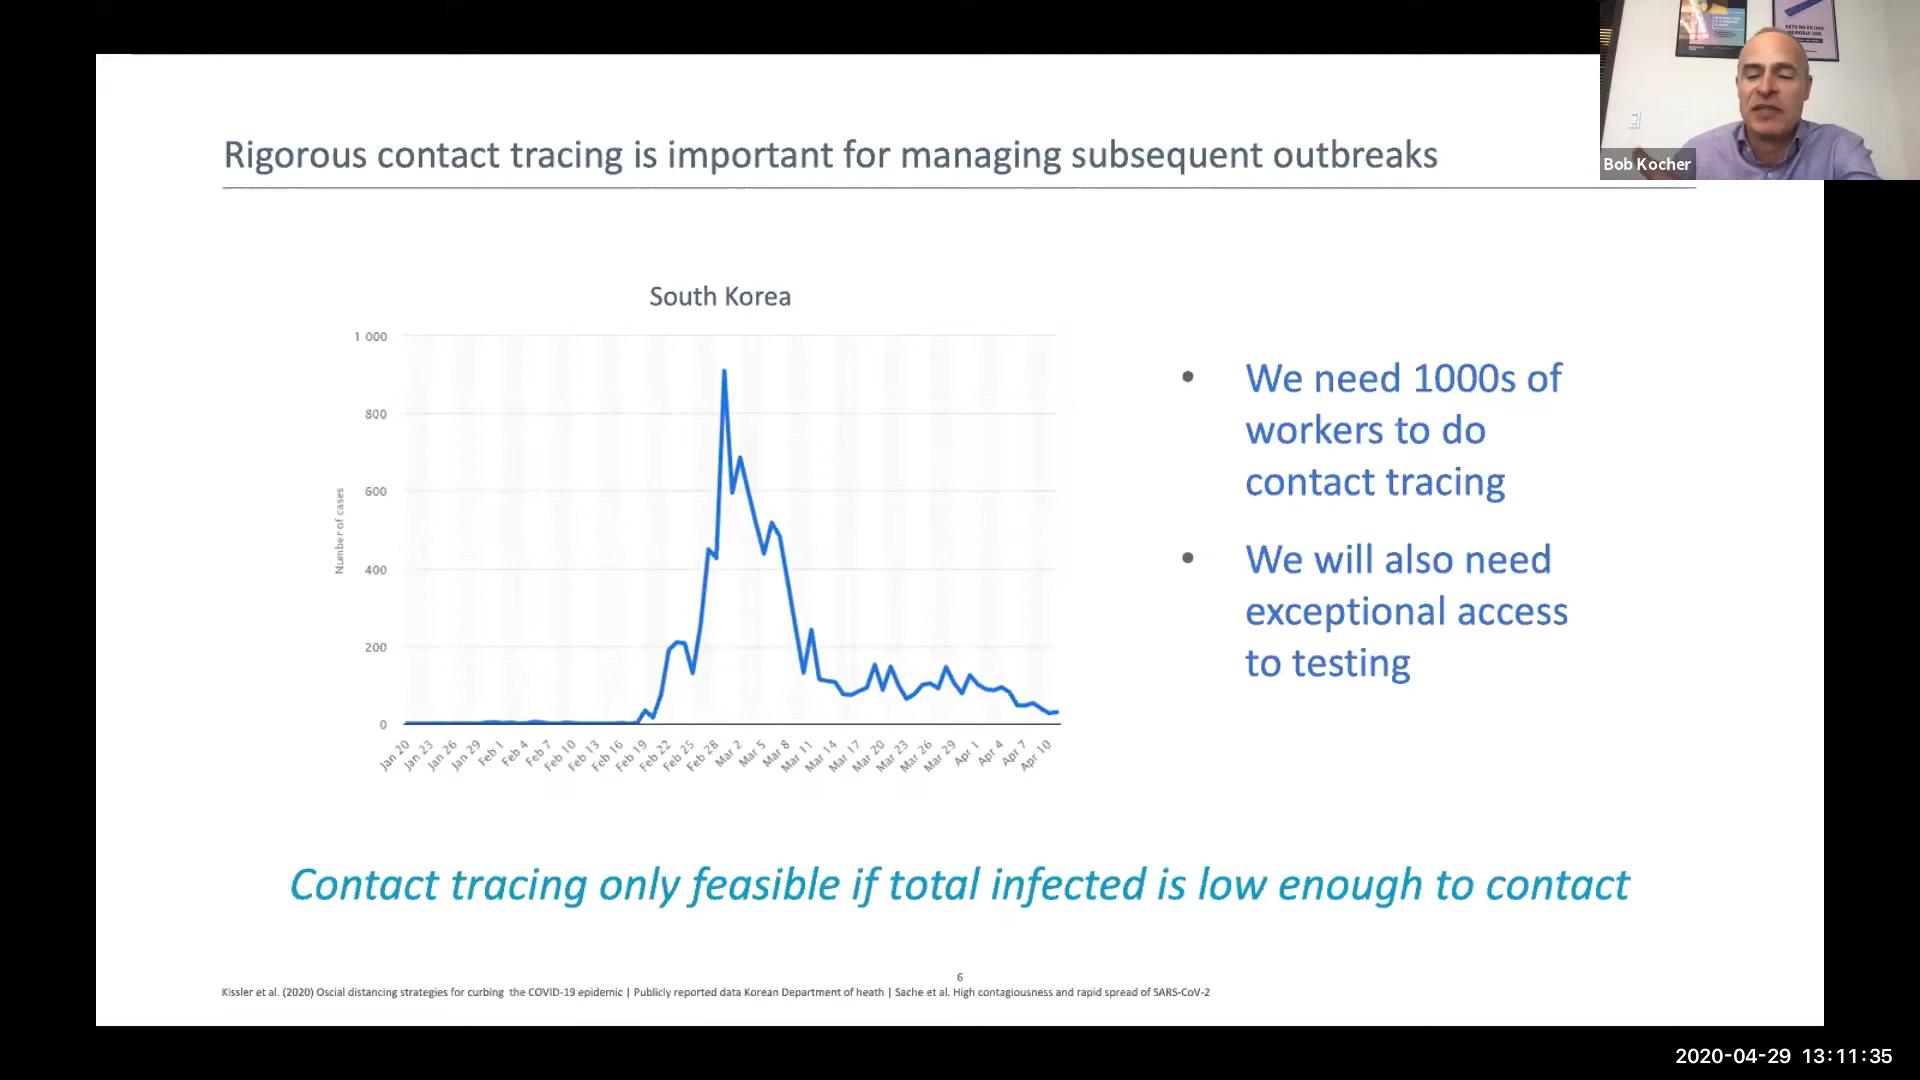 Rigorous contact tracing is important for managing subsequent outbreaks
Bob Kocher
South Korea
1 000
800
600
400
200
0
Number of cases
Jan 20
Jan 23
Jan 26
Jan 29
Feb 1
Feb 4
Feb 7
Feb 10
Feb 13
Feb 16
Feb 19
Feb 22
Feb 25
Feb 28
Mar 2
Mar 5
Mar 8
Mar 11
Mar 14
Mar 17
Mar 20
Mar 23
Mar 26
Mar 29
Apr 1
Apr 4
Apr 7
Apr 10
• We need 1000s of
workers to do
contact tracing
• We will also need
exceptional access
to testing
Contact tracing only feasible if total infected is low enough to contact
6
Kissler et al. (2020) Oscial distancing strategies for curbing the COVID-19 epidemic | Publicly reported data Korean Department of heath | Sache et al. High contagiousness and rapid spread of SARS-CoV-2
2020-04-29 13:11:35